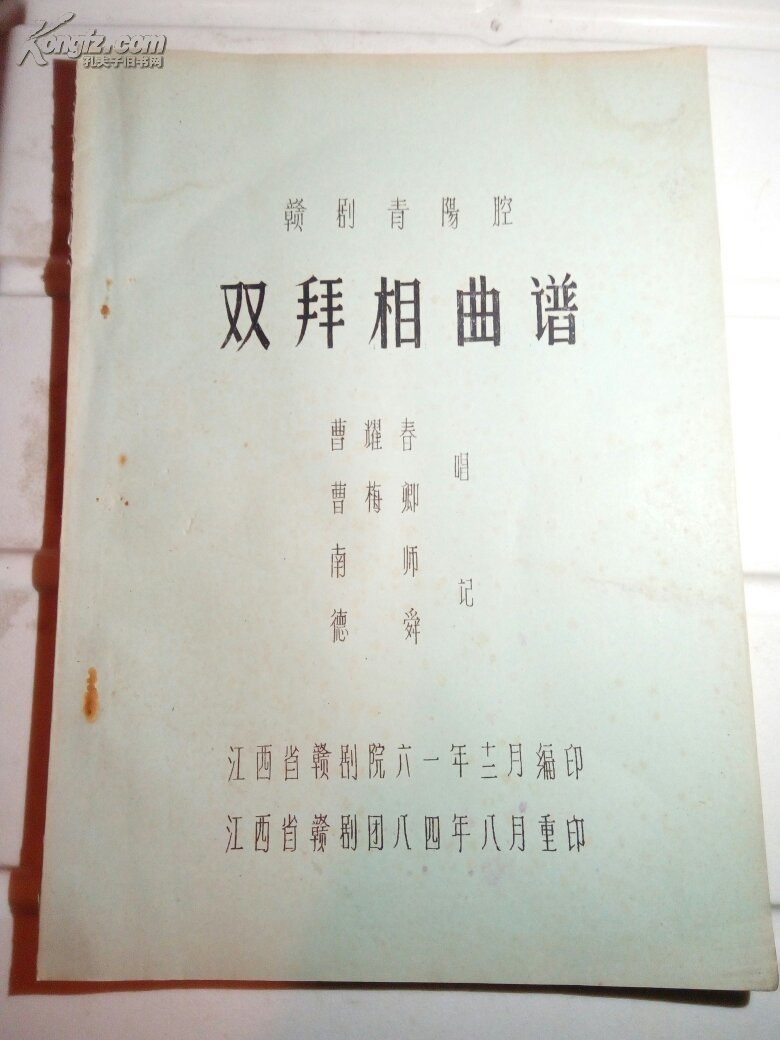 Kongfz.com
孔夫子旧书网
赣剧青陽腔
双拜相曲谱
曹耀春
曹梅卿
唱
南师
德舜
记
江西省赣剧院六一年十二月编印
江西省赣剧团八四年八月重印